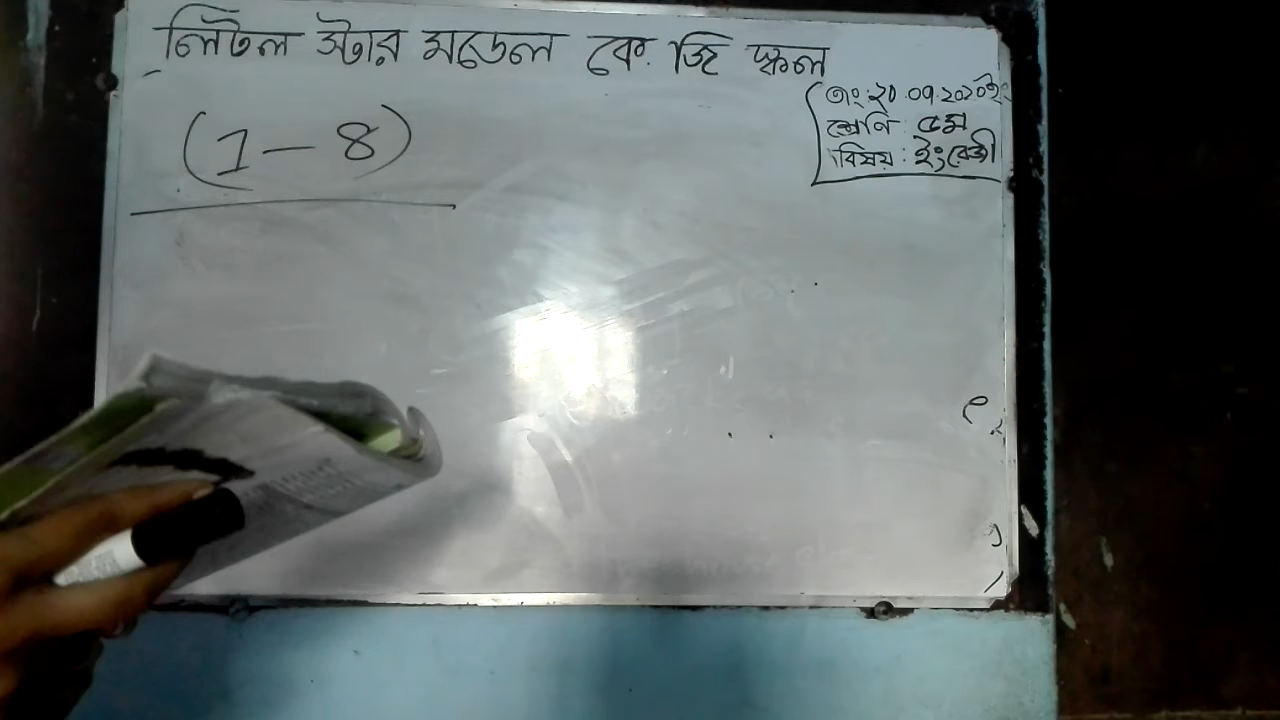 লিটল স্টার মডেল কে. জি স্কুল
(1 – 8)
তাং: ২০.০৭.২০২০ইং
শ্রেণি : ৫ম
বিষয় : ইংরেজী